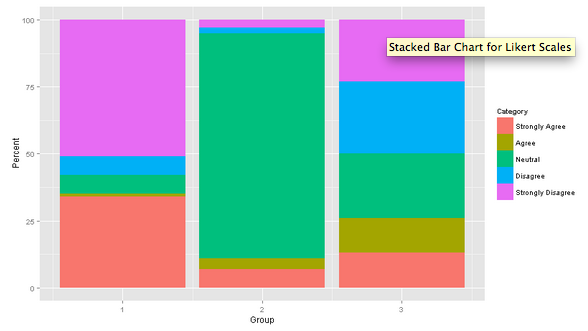 Stacked Bar Chart for Likert Scales
100
75
50
25
0
Percent
1
2
3
Group
Category
Strongly Agree
Agree
Neutral
Disagree
Strongly Disagree